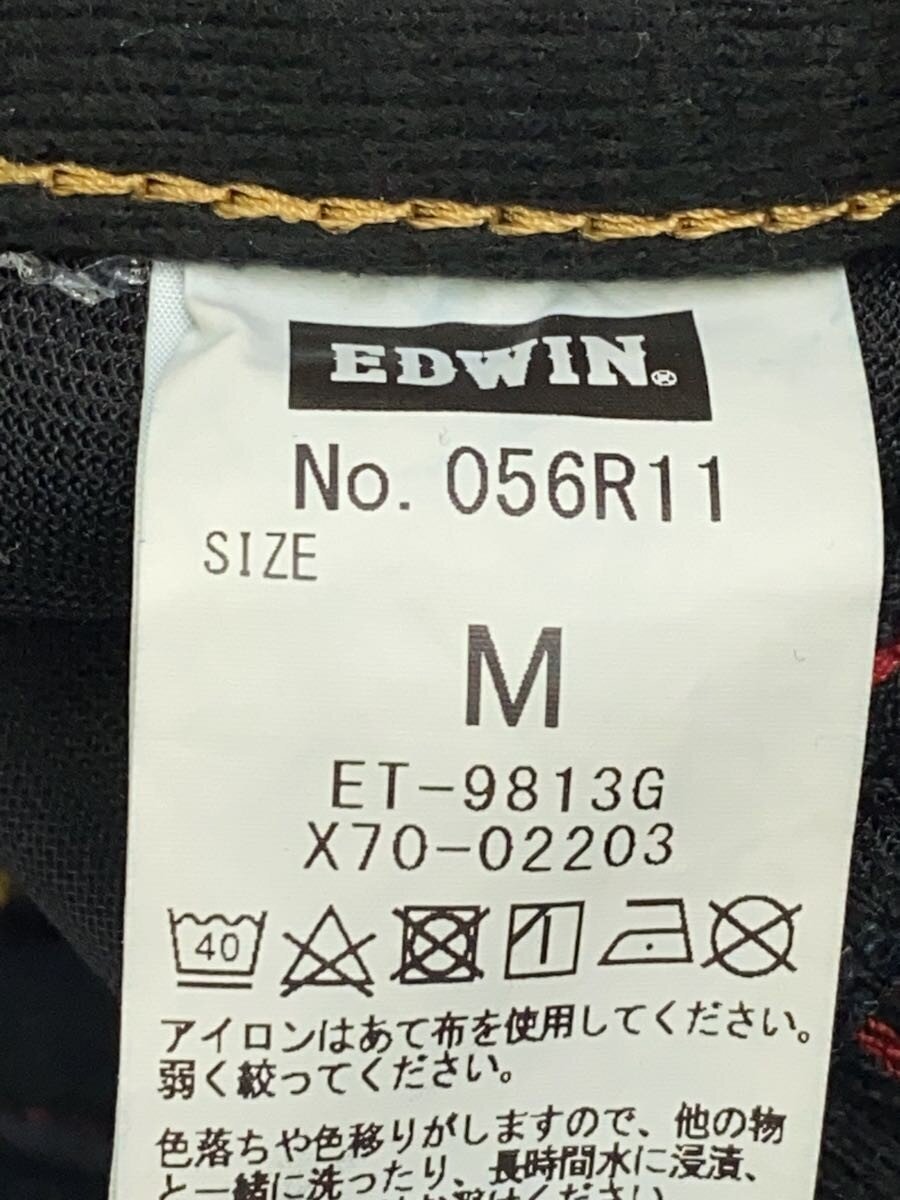 EDWIN®
No. 056R11
SIZE
M
ET-9813G
X70-02203
40
アイロンはあて布を使用してください。
弱く絞ってください。
色落ちや色移りがしますので、他の物
と一緒に洗ったり、長時間水に浸漬、